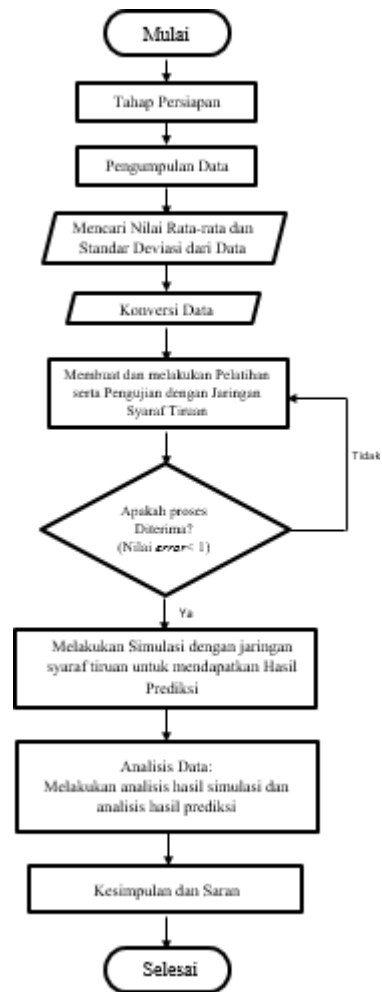 Mulai
Tahap Persiapan
Pengumpulan Data
Mencari Nilai Rata-rata dan
Standar Deviasi dari Data
Konversi Data
Membuat dan melakukan Pelatihan
serta Pengujian dengan Jaringan
Syaraf Tiruan
Tidak
Apakah proses
Diterima?
(Nilai error< 1)
Ya
Melakukan Simulasi dengan jaringan
syaraf tiruan untuk mendapatkan Hasil
Prediksi
Analisis Data:
Melakukan analisis hasil simulasi dan
analisis hasil prediksi
Kesimpulan dan Saran
Selesai